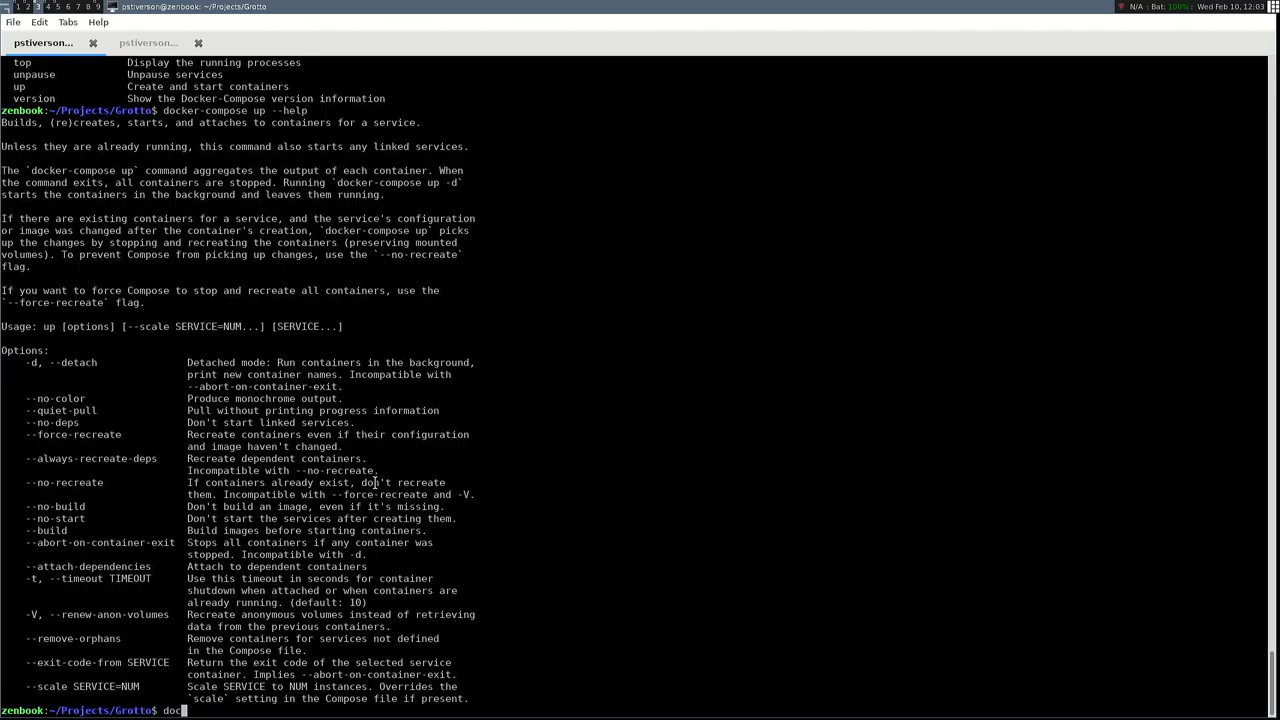 1 2 3 4 5 6 7 8 9 pstiverson@zenbook: ~/Projects/Grotto N/A | Bat: 100% | Wed Feb 10, 12:03
File Edit Tabs Help
pstiverson... pstiverson...
top Display the running processes
unpause Unpause services
up Create and start containers
version Show the Docker-Compose version information
zenbook:~/Projects/Grotto$ docker-compose up --help
Builds, (re)creates, starts, and attaches to containers for a service.
Unless they are already running, this command also starts any linked services.
The `docker-compose up` command aggregates the output of each container. When
the command exits, all containers are stopped. Running `docker-compose up -d`
starts the containers in the background and leaves them running.
If there are existing containers for a service, and the service's configuration
or image was changed after the container's creation, `docker-compose up` picks
up the changes by stopping and recreating the containers (preserving mounted
volumes). To prevent Compose from picking up changes, use the `--no-recreate`
flag.
If you want to force Compose to stop and recreate all containers, use the
`--force-recreate` flag.
Usage: up [options] [--scale SERVICE=NUM...] [SERVICE...]
Options:
-d, --detach Detached mode: Run containers in the background,
print new container names. Incompatible with
--abort-on-container-exit.
--no-color Produce monochrome output.
--quiet-pull Pull without printing progress information
--no-deps Don't start linked services.
--force-recreate Recreate containers even if their configuration
and image haven't changed.
--always-recreate-deps Recreate dependent containers.
Incompatible with --no-recreate.
--no-recreate If containers already exist, don't recreate
them. Incompatible with --force-recreate and -V.
--no-build Don't build an image, even if it's missing.
--no-start Don't start the services after creating them.
--build Build images before starting containers.
--abort-on-container-exit Stops all containers if any container was
stopped. Incompatible with -d.
--attach-dependencies Attach to dependent containers
-t, --timeout TIMEOUT Use this timeout in seconds for container
shutdown when attached or when containers are
already running. (default: 10)
-V, --renew-anon-volumes Recreate anonymous volumes instead of retrieving
data from the previous containers.
--remove-orphans Remove containers for services not defined
in the Compose file.
--exit-code-from SERVICE Return the exit code of the selected service
container. Implies --abort-on-container-exit.
--scale SERVICE=NUM Scale SERVICE to NUM instances. Overrides the
`scale` setting in the Compose file if present.
zenbook:~/Projects/Grotto$ doc